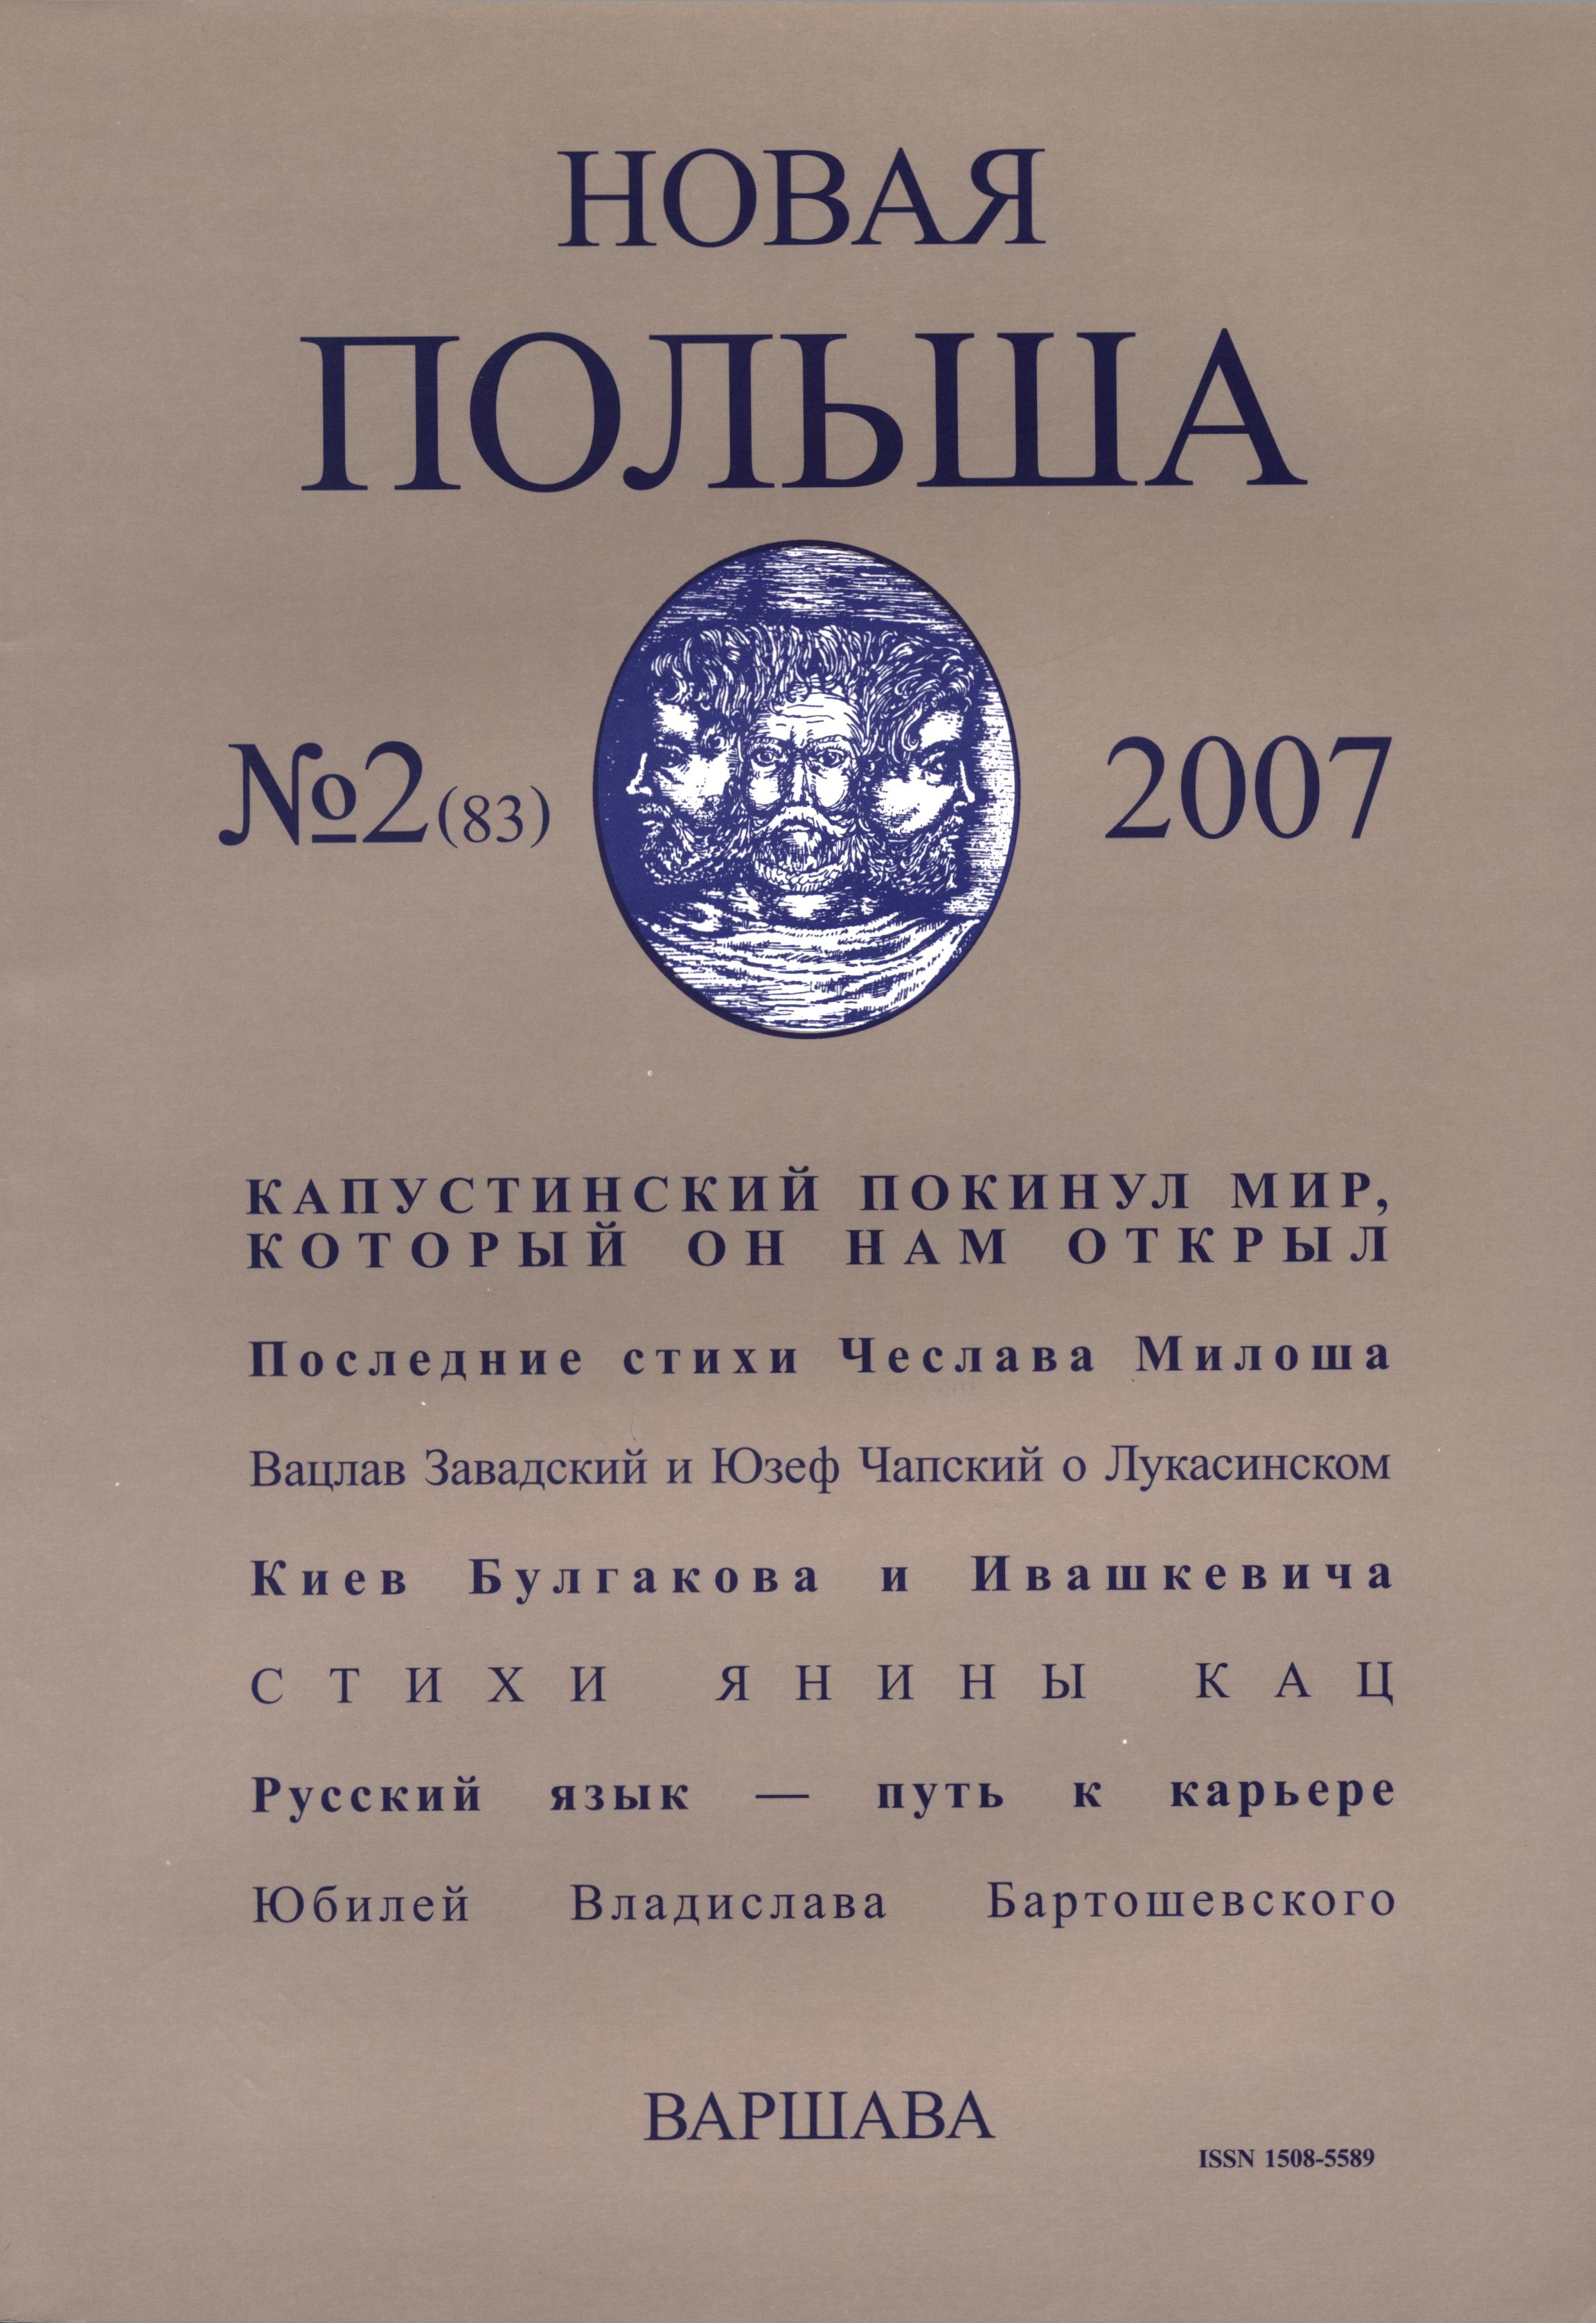 НОВАЯ
ПОЛЬША
№2(83)
2007
КАПУСТИНСКИЙ ПОКИНУЛ МИР,
КОТОРЫЙ ОН НАМ ОТКРЫЛ
Последние стихи Чеслава Милоша
Вацлав Завадский и Юзеф Чапский о Лукасинском
Киев Булгакова и Ивашкевича
СТИХИ ЯНИНЫ КАЦ
Русский язык — путь к карьере
Юбилей Владислава Бартошевского
ВАРШАВА
ISSN 1508-5589